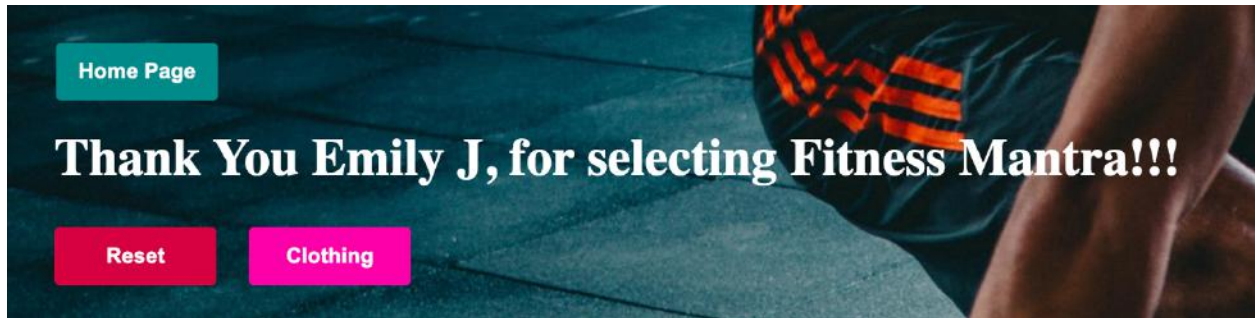 Home Page
Thank You Emily J, for selecting Fitness Mantra!!!
Reset Clothing